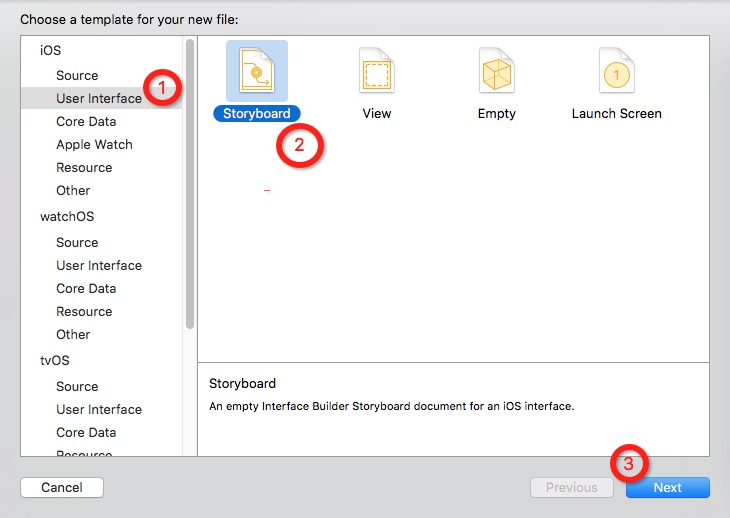 Choose a template for your new file:
iOS
Source
User Interface
Core Data
Apple Watch
Resource
Other
watchOS
Source
User Interface
Core Data
Resource
Other
tvOS
Source
User Interface
Core Data
Resource
1
Storyboard
View
Empty
1
Launch Screen
2
Storyboard
An empty Interface Builder Storyboard document for an iOS interface.
3
Cancel
Previous
Next